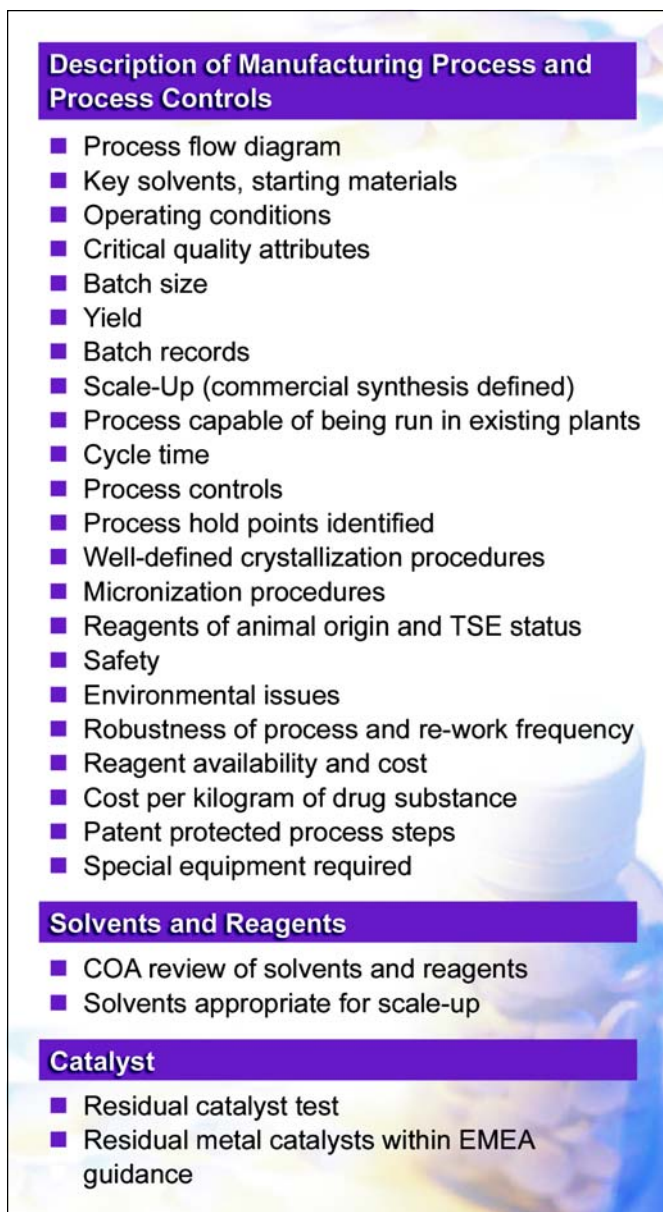 Description of Manufacturing Process and
Process Controls
Process flow diagram
Key solvents, starting materials
Operating conditions
Critical quality attributes
Batch size
Yield
Batch records
Scale-Up (commercial synthesis defined)
Process capable of being run in existing plants
Cycle time
Process controls
Process hold points identified
Well-defined crystallization procedures
Micronization procedures
Reagents of animal origin and TSE status
Safety
Environmental issues
Robustness of process and re-work frequency
Reagent availability and cost
Cost per kilogram of drug substance
Patent protected process steps
Special equipment required
Solvents and Reagents
COA review of solvents and reagents
Solvents appropriate for scale-up
Catalyst
Residual catalyst test
Residual metal catalysts within EMEA
guidance